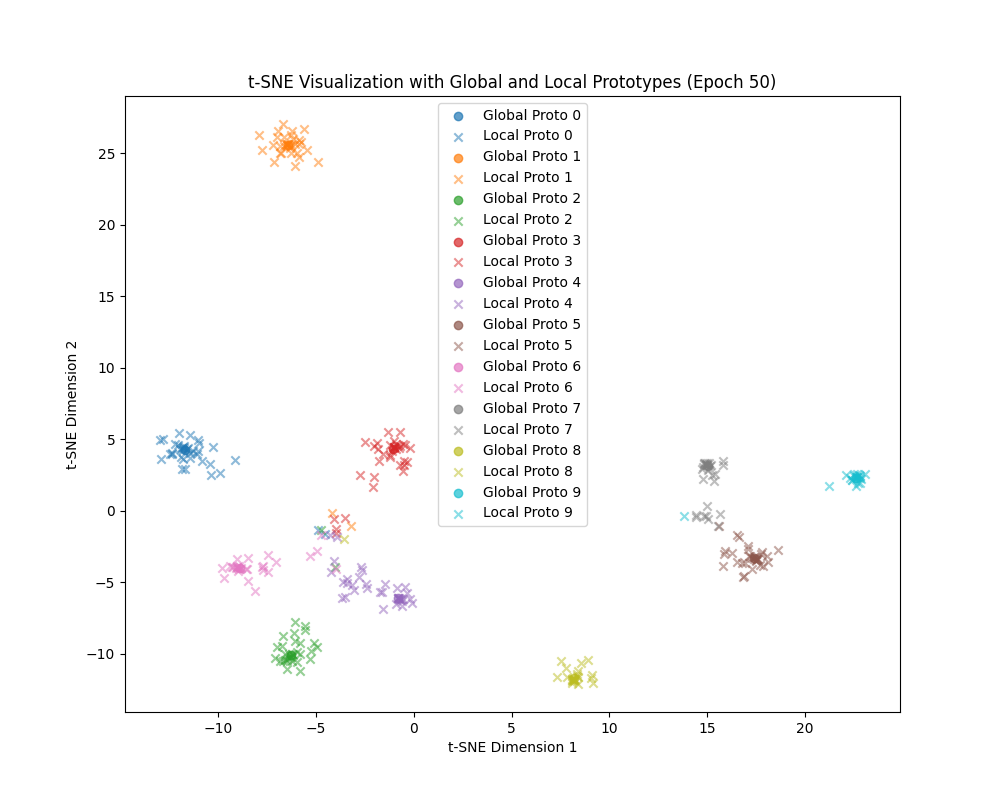 t-SNE Visualization with Global and Local Prototypes (Epoch 50)
Global Proto 0
Local Proto 0
Global Proto 1
Local Proto 1
Global Proto 2
Local Proto 2
Global Proto 3
Local Proto 3
Global Proto 4
Local Proto 4
Global Proto 5
Local Proto 5
Global Proto 6
Local Proto 6
Global Proto 7
Local Proto 7
Global Proto 8
Local Proto 8
Global Proto 9
Local Proto 9
t-SNE Dimension 2
25
20
15
10
5
0
−5
−10
−10 −5 0 5 10 15 20
t-SNE Dimension 1